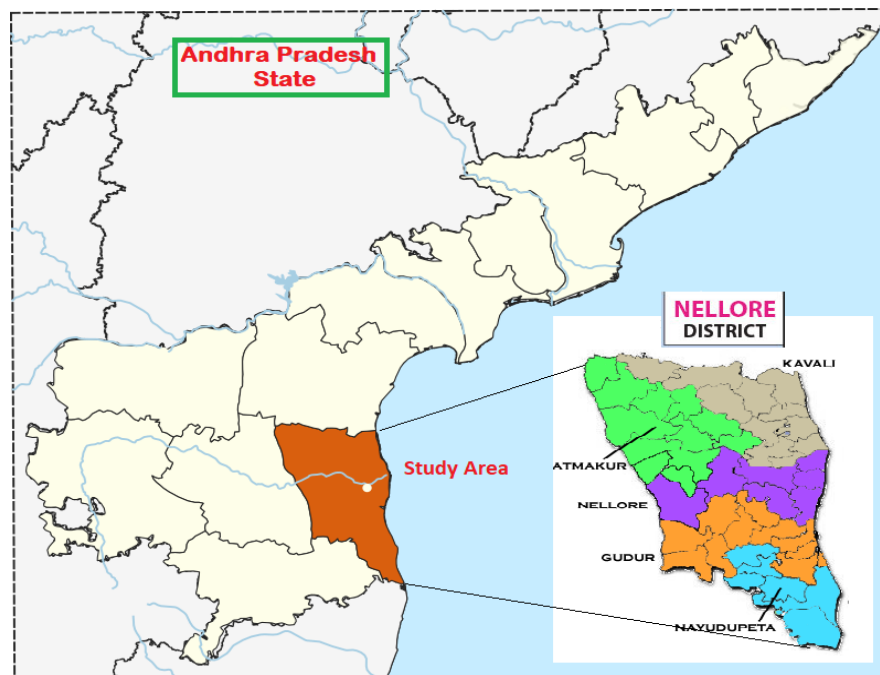 Andhra Pradesh
State
NELLORE
DISTRICT
KAVALI
Study Area
ATMAKUR
NELLORE
GUDUR
NAYUDUPETA